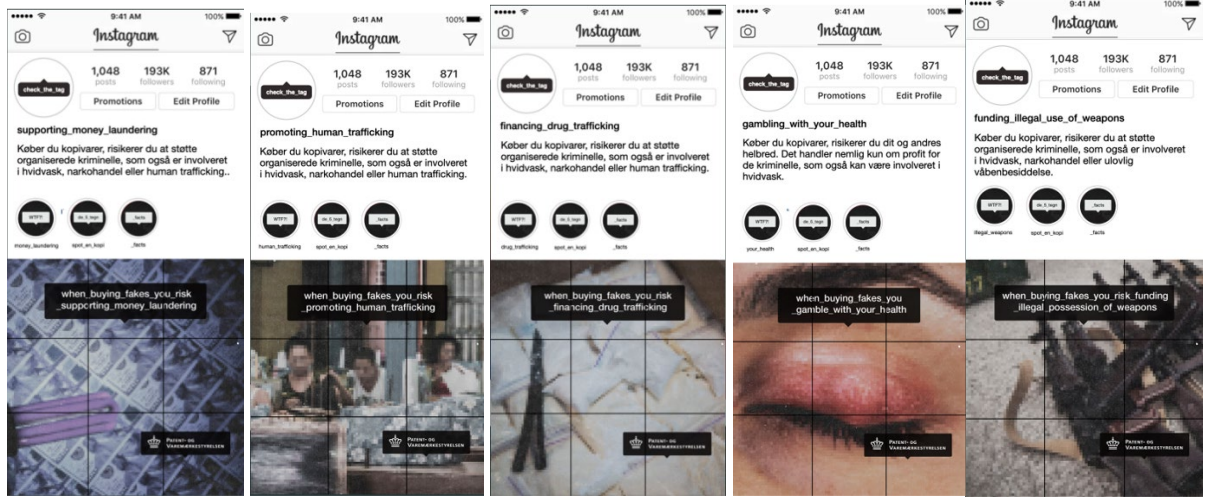 9:41 AM
100%
Instagram
check_the_tag
1,048
193K
871
posts
followers
following
Promotions
Edit Profile
supporting_money_laundering
Køber du kopivarer, risikerer du at støtte
organiserede kriminelle, som også er involveret
i hvidvask, narkohandel eller human trafficking..
WTF?!
de_5_tegn
_facts
money_laundering
spot_en_kopi
_facts
when_buying_fakes_you_risk
_supporting_money_laundering
PATENT- OG
VAREMÆRKESTYRELSEN
9:41 AM
100%
Instagram
check_the_tag
1,048
193K
871
posts
followers
following
Promotions
Edit Profile
promoting_human_trafficking
Køber du kopivarer, risikerer du at støtte
organiserede kriminelle, som også er involveret
i hvidvask, narkohandel eller human trafficking.
WTF?!
de_5_tegn
_facts
human_trafficking
spot_en_kopi
_facts
when_buying_fakes_you_risk
_promoting_human_trafficking
PATENT- OG
VAREMÆRKESTYRELSEN
9:41 AM
100%
Instagram
check_the_tag
1,048
193K
871
posts
followers
following
Promotions
Edit Profile
financing_drug_trafficking
Køber du kopivarer, risikerer du at støtte
organiserede kriminelle, som også er involveret
i hvidvask, narkohandel eller human trafficking.
WTF?!
de_5_tegn
_facts
drug_trafficking
spot_en_kopi
_facts
when_buying_fakes_you_risk
_financing_drug_trafficking
PATENT- OG
VAREMÆRKESTYRELSEN
9:41 AM
100%
Instagram
check_the_tag
1,048
193K
871
posts
followers
following
Promotions
Edit Profile
gambling_with_your_health
Køber du kopivarer, risikerer du dit og andres
helbred. Det handler nemlig kun om profit for
de kriminelle, som også kan være involveret i
hvidvask.
WTF?!
de_5_tegn
_facts
your_health
spot_en_kopi
_facts
when_buying_fakes_you
_gamble_with_your_health
PATENT- OG
VAREMÆRKESTYRELSEN
9:41 AM
100%
Instagram
check_the_tag
1,048
193K
871
posts
followers
following
Promotions
Edit Profile
funding_illegal_use_of_weapons
Køber du kopivarer, risikerer du at støtte
organiserede kriminelle, som også er involveret
i hvidvask, narkohandel eller ulovlig
våbenbesiddelse.
WTF?!
de_5_tegn
_facts
illegal_weapons
spot_en_kopi
_facts
when_buying_fakes_you_risk_funding
_illegal_possession_of_weapons
PATENT- OG
VAREMÆRKESTYRELSEN